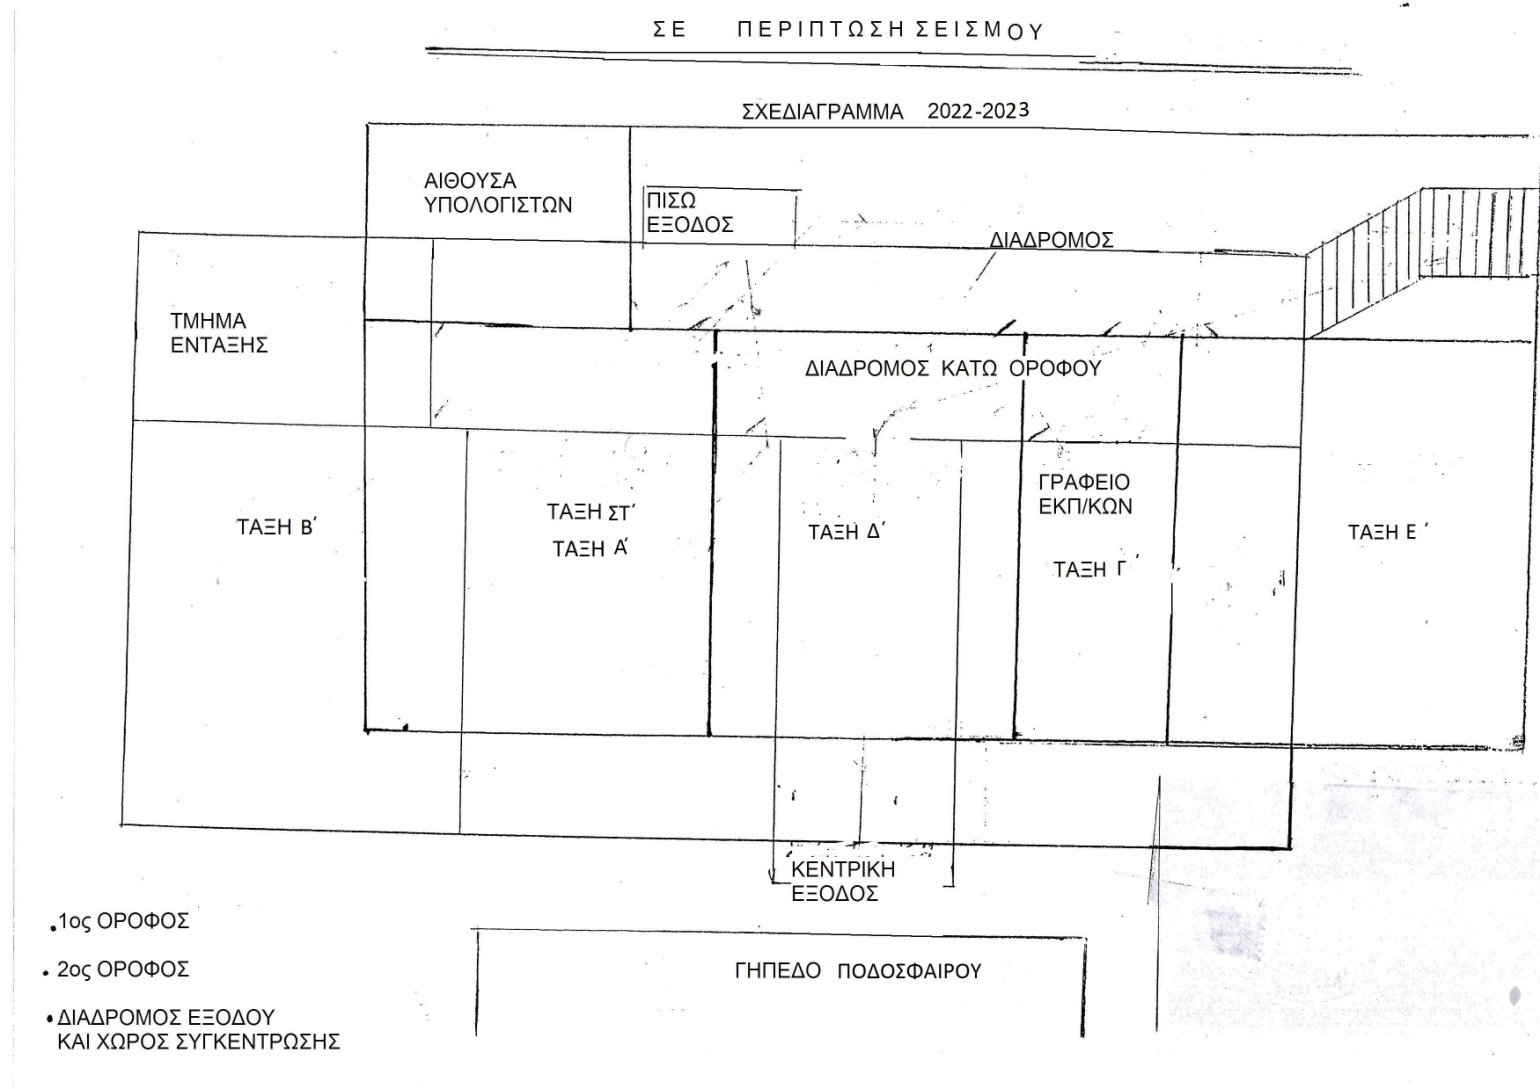 ΣΕ ΠΕΡΙΠΤΩΣΗ ΣΕΙΣΜΟΥ
ΣΧΕΔΙΑΓΡΑΜΜΑ 2022-2023
ΑΙΘΟΥΣΑ
ΥΠΟΛΟΓΙΣΤΩΝ
ΠΙΣΩ
ΕΞΟΔΟΣ
ΔΙΑΔΡΟΜΟΣ
ΤΜΗΜΑ
ΕΝΤΑΞΗΣ
ΔΙΑΔΡΟΜΟΣ ΚΑΤΩ ΟΡΟΦΟΥ
ΤΑΞΗ Β΄
ΤΑΞΗ ΣΤ΄
ΤΑΞΗ Α΄
ΤΑΞΗ Δ΄
ΓΡΑΦΕΙΟ
ΕΚΠ/ΚΩΝ
ΤΑΞΗ Γ ΄
ΤΑΞΗ Ε ΄
ΚΕΝΤΡΙΚΗ
ΕΞΟΔΟΣ
ΓΗΠΕΔΟ ΠΟΔΟΣΦΑΙΡΟΥ
1ος ΟΡΟΦΟΣ
2ος ΟΡΟΦΟΣ
ΔΙΑΔΡΟΜΟΣ ΕΞΟΔΟΥ
ΚΑΙ ΧΩΡΟΣ ΣΥΓΚΕΝΤΡΩΣΗΣ